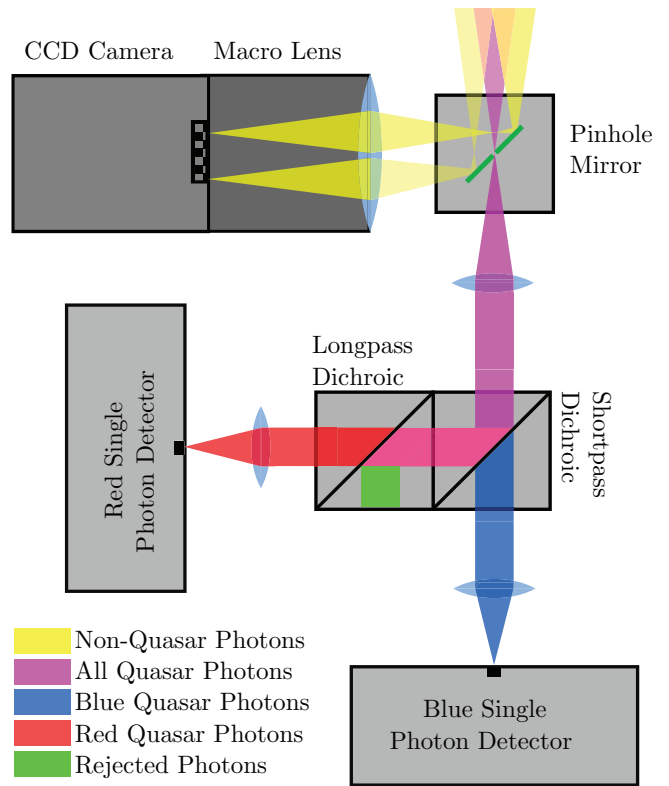 CCD Camera
Macro Lens
Pinhole
Mirror
Longpass
Dichroic
Shortpass
Dichroic
Red Single
Photon Detector
Non-Quasar Photons
All Quasar Photons
Blue Quasar Photons
Red Quasar Photons
Rejected Photons
Blue Single
Photon Detector